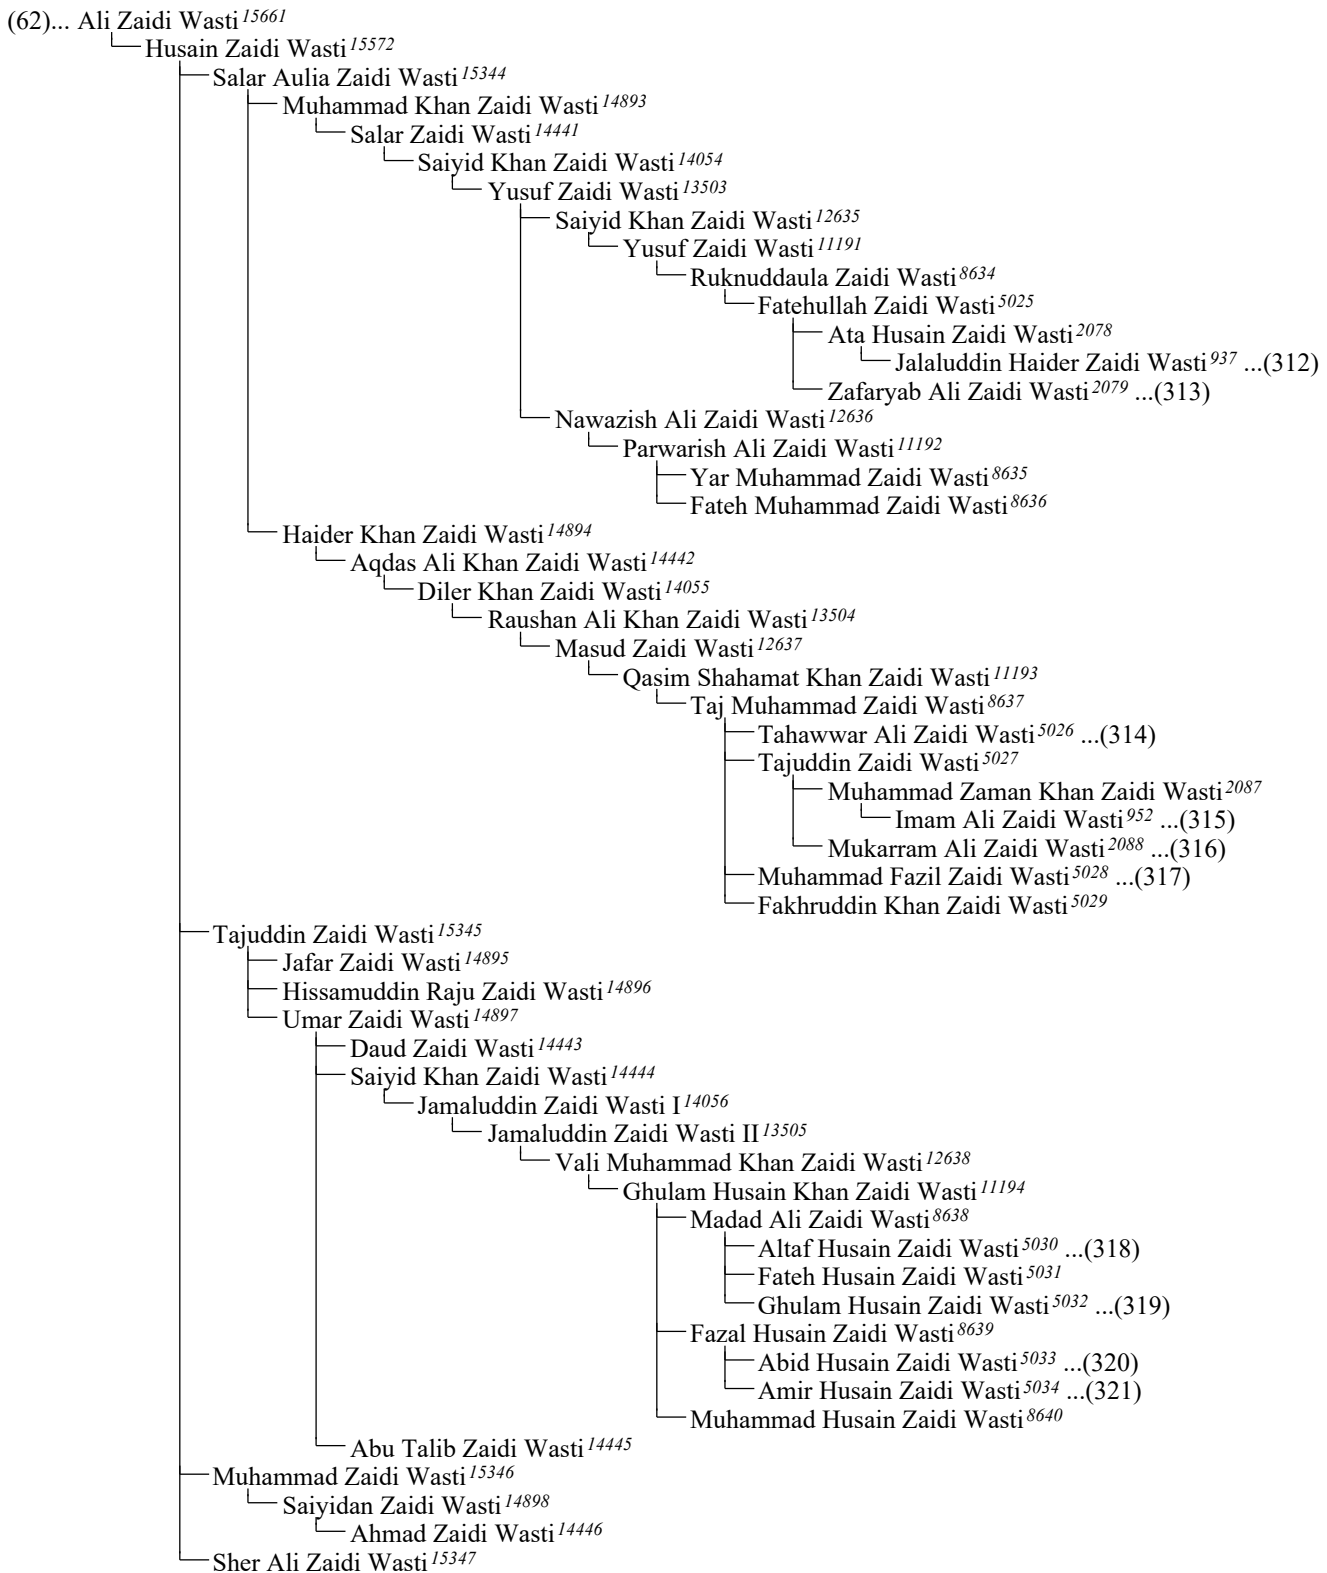 (62)... Ali Zaidi Wasti 15661
Husain Zaidi Wasti 15572
Salar Aulia Zaidi Wasti 15344
Muhammad Khan Zaidi Wasti 14893
Salar Zaidi Wasti 14441
Saiyid Khan Zaidi Wasti 14054
Yusuf Zaidi Wasti 13503
Saiyid Khan Zaidi Wasti 12635
Yusuf Zaidi Wasti 11191
Ruknuddaula Zaidi Wasti 8634
Fatehullah Zaidi Wasti 5025
Ata Husain Zaidi Wasti 2078
Jalaluddin Haider Zaidi Wasti 937 ...(312)
Zafaryab Ali Zaidi Wasti 2079 ...(313)
Nawazish Ali Zaidi Wasti 12636
Parwarish Ali Zaidi Wasti 11192
Yar Muhammad Zaidi Wasti 8635
Fateh Muhammad Zaidi Wasti 8636
Haider Khan Zaidi Wasti 14894
Aqdas Ali Khan Zaidi Wasti 14442
Diler Khan Zaidi Wasti 14055
Raushan Ali Khan Zaidi Wasti 13504
Masud Zaidi Wasti 12637
Qasim Shahamat Khan Zaidi Wasti 11193
Taj Muhammad Zaidi Wasti 8637
Tahawwar Ali Zaidi Wasti 5026 ...(314)
Tajuddin Zaidi Wasti 5027
Muhammad Zaman Khan Zaidi Wasti 2087
Imam Ali Zaidi Wasti 952 ...(315)
Mukarram Ali Zaidi Wasti 2088 ...(316)
Muhammad Fazil Zaidi Wasti 5028 ...(317)
Fakhruddin Khan Zaidi Wasti 5029
Tajuddin Zaidi Wasti 15345
Jafar Zaidi Wasti 14895
Hissamuddin Raju Zaidi Wasti 14896
Umar Zaidi Wasti 14897
Daud Zaidi Wasti 14443
Saiyid Khan Zaidi Wasti 14444
Jamaluddin Zaidi Wasti I 14056
Jamaluddin Zaidi Wasti II 13505
Vali Muhammad Khan Zaidi Wasti 12638
Ghulam Husain Khan Zaidi Wasti 11194
Madad Ali Zaidi Wasti 8638
Altaf Husain Zaidi Wasti 5030 ...(318)
Fateh Husain Zaidi Wasti 5031
Ghulam Husain Zaidi Wasti 5032 ...(319)
Fazal Husain Zaidi Wasti 8639
Abid Husain Zaidi Wasti 5033 ...(320)
Amir Husain Zaidi Wasti 5034 ...(321)
Muhammad Husain Zaidi Wasti 8640
Abu Talib Zaidi Wasti 14445
Muhammad Zaidi Wasti 15346
Saiyidan Zaidi Wasti 14898
Ahmad Zaidi Wasti 14446
Sher Ali Zaidi Wasti 15347